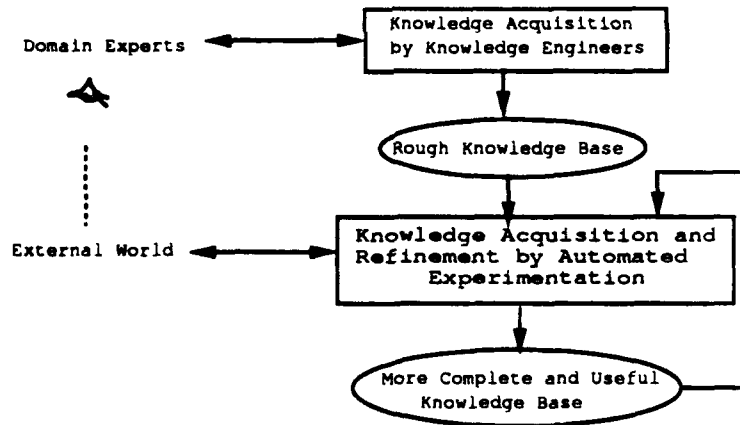 Domain Experts
Knowledge Acquisition
by Knowledge Engineers
Rough Knowledge Base
External World
Knowledge Acquisition and
Refinement by Automated
Experimentation
More Complete and Useful
Knowledge Base